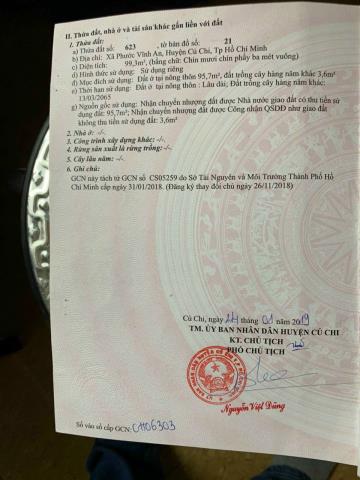 II. Thửa đất, nhà ở và tài sản khác gắn liền với đất
1. Thửa đất:
a) Thửa đất số: 623 , tờ bản đồ số: 21
b) Địa chỉ: Xã Phước Vĩnh An, Huyện Củ Chi, Tp Hồ Chí Minh
c) Diện tích: 99,3m², (bằng chữ: Chín mươi chín phẩy ba mét vuông)
d) Hình thức sử dụng: Sử dụng riêng
đ) Mục đích sử dụng: Đất ở tại nông thôn 95,7m², đất trồng cây hàng năm khác 3,6m²
e) Thời hạn sử dụng: Đất ở tại nông thôn : Lâu dài; Đất trồng cây hàng năm khác:
13/03/2065
g) Nguồn gốc sử dụng: Nhận chuyển nhượng đất được Nhà nước giao đất có thu tiền sử
dụng đất: 95,7m²; Nhận chuyển nhượng đất được Công nhận QSDĐ như giao đất
không thu tiền sử dụng đất: 3,6m²
2. Nhà ở: -/-.
3. Công trình xây dựng khác: -/-.
4. Rừng sản xuất là rừng trồng: -/-.
5. Cây lâu năm: -/-.
6. Ghi chú:
GCN này tách từ GCN số CS05259 do Sở Tài Nguyên và Môi Trường Thành Phố Hồ
Chí Minh cấp ngày 31/01/2018. (Đăng ký thay đổi chủ ngày 26/11/2018)
Củ Chi, ngày 24 tháng 01 năm 2019
TM. ỦY BAN NHÂN DÂN HUYỆN CỦ CHI
KT. CHỦ TỊCH
PHÓ CHỦ TỊCH
Nguyễn Việt Dũng
Số vào sổ cấp GCN: CH06303